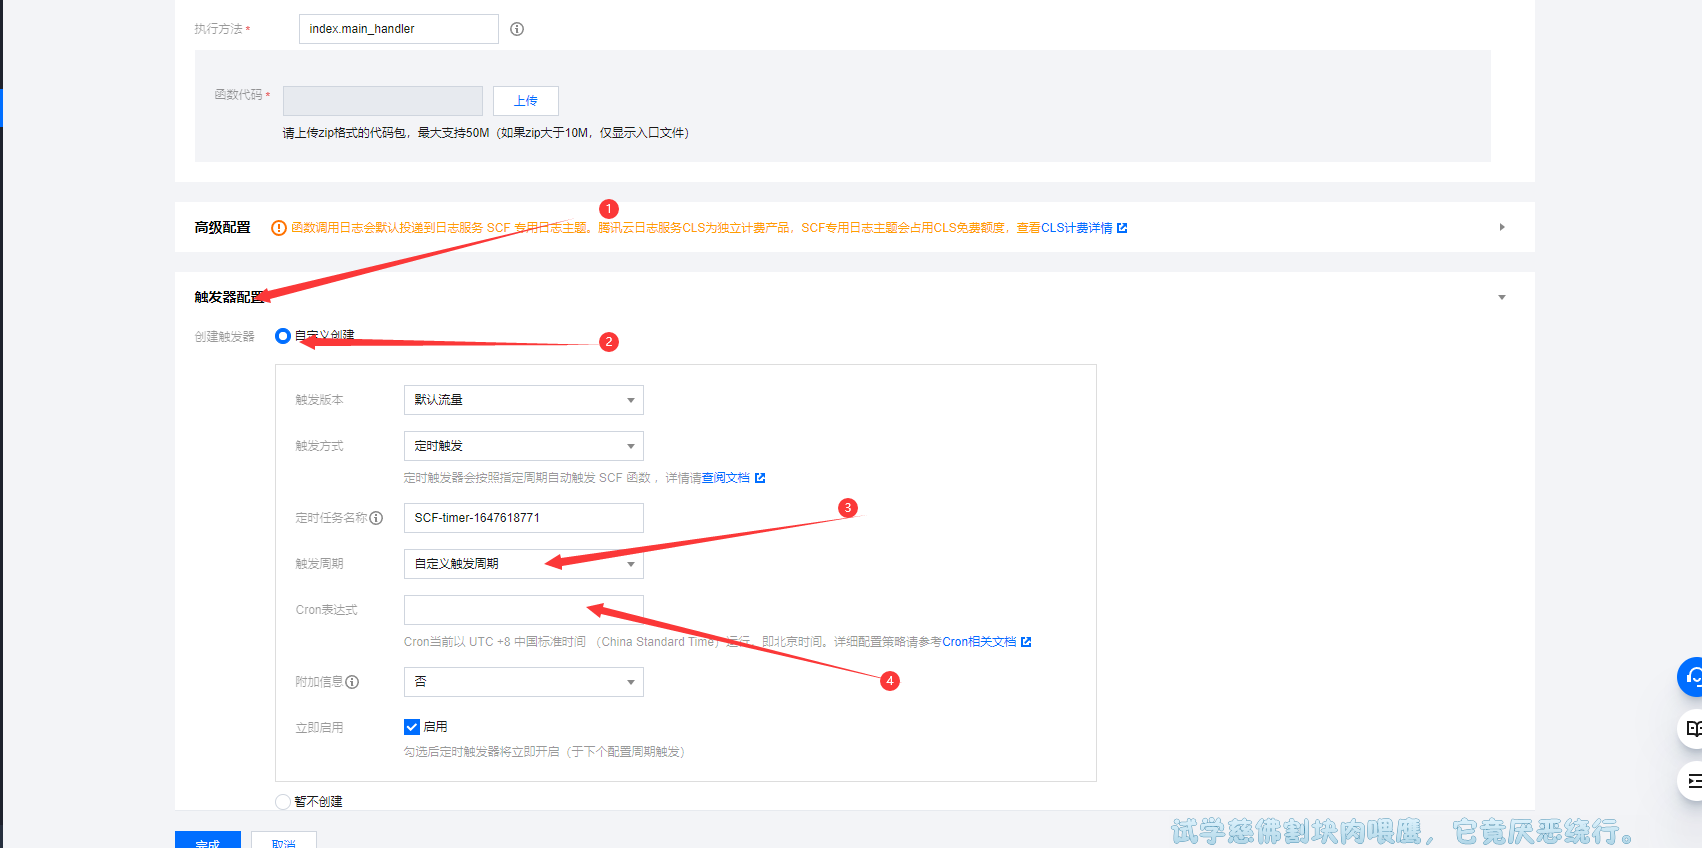 执行方法 *
index.main_handler
函数代码 *
上传
请上传zip格式的代码包，最大支持50M（如果zip大于10M，仅显示入口文件）
1
高级配置
函数调用日志会默认投递到日志服务 SCF 专用日志主题。腾讯云日志服务CLS为独立计费产品，SCF专用日志主题会占用CLS免费额度，查看CLS计费详情
触发器配置
创建触发器
自定义创建
2
触发版本
默认流量
触发方式
定时触发
定时触发器会按照指定周期自动触发 SCF 函数，详情请查阅文档
定时任务名称
SCF-timer-1647618771
3
触发周期
自定义触发周期
Cron表达式
Cron当前以 UTC +8 中国标准时间 （China Standard Time）运行，即北京时间。详细配置策略请参考Cron相关文档
附加信息
否
4
立即启用
启用
勾选后定时触发器将立即开启（于下个配置周期触发）
暂不创建
完成
取消
试学慈佛割块肉喂鹰，它竟厌恶绕行。